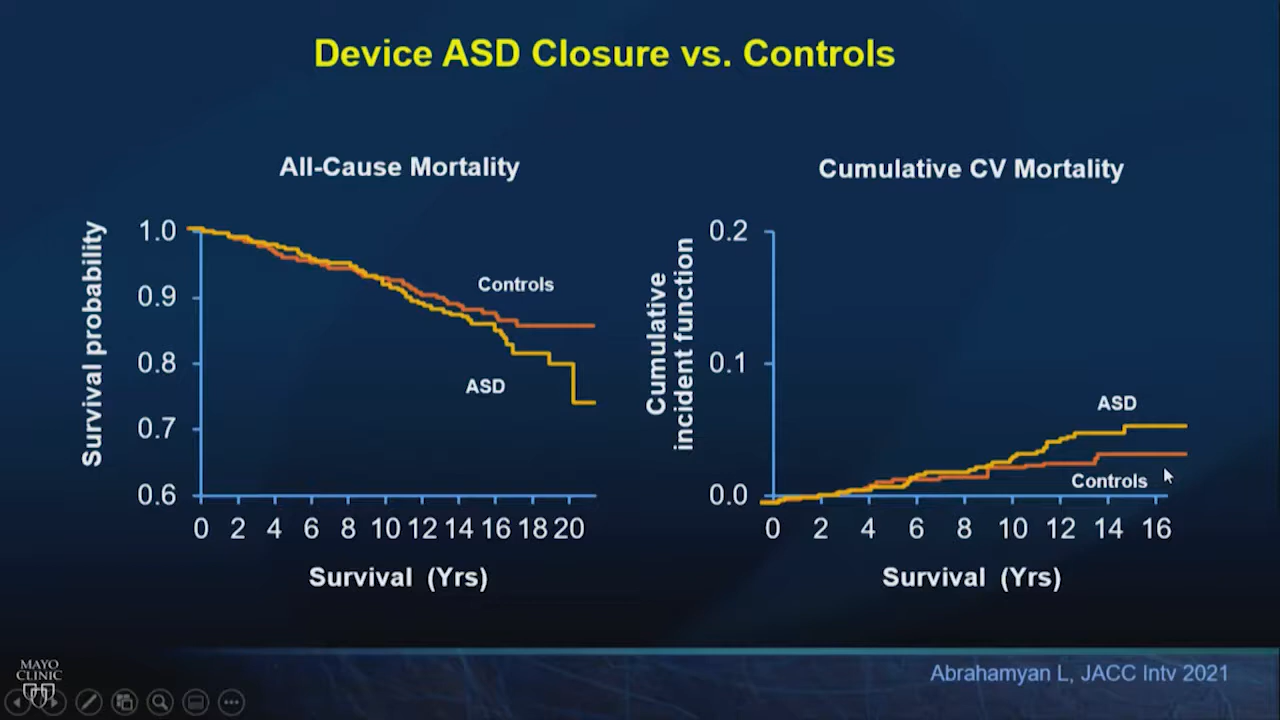 Device ASD Closure vs. Controls
All-Cause Mortality
Survival probability
1.0
0.9
0.8
0.7
0.6
Controls
ASD
0 2 4 6 8 10 12 14 16 18 20
Survival (Yrs)
Cumulative CV Mortality
Cumulative
incident function
0.2
0.1
0.0
ASD
Controls
0 2 4 6 8 10 12 14 16
Survival (Yrs)
MAYO
CLINIC
Abrahamyan L, JACC Intv 2021